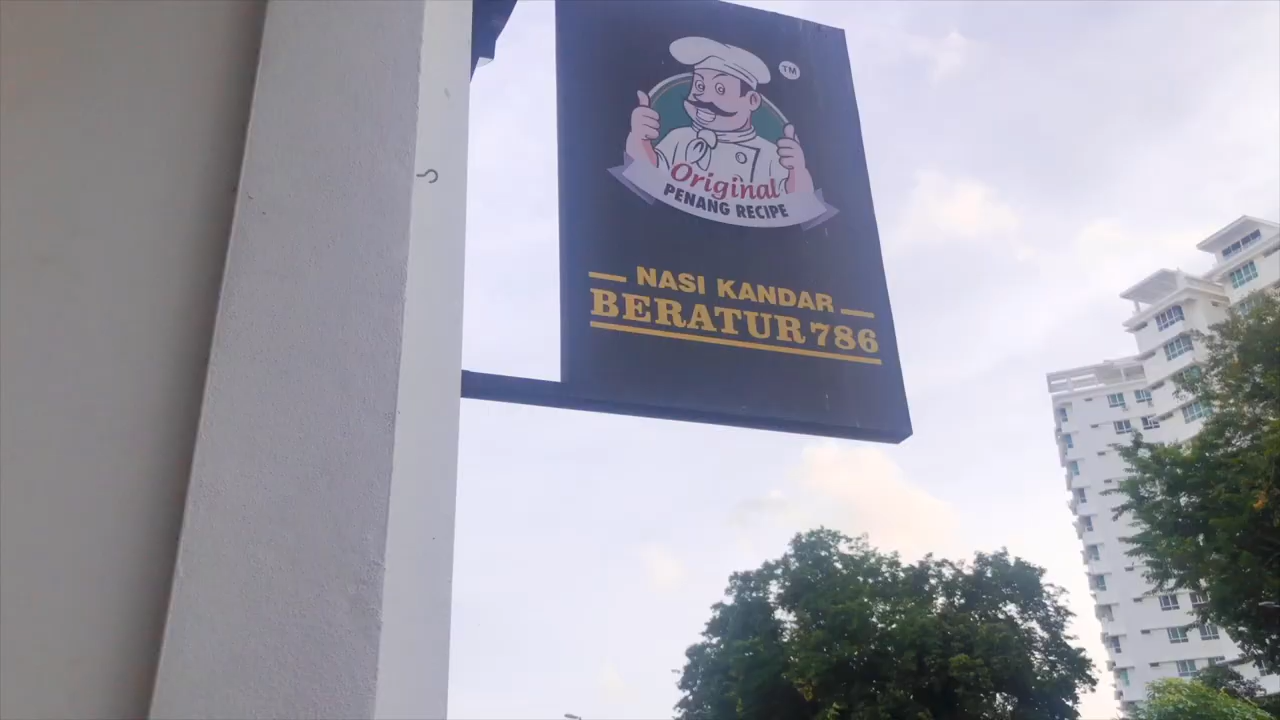 TM
Original
PENANG RECIPE
NASI KANDAR
BERATUR 786